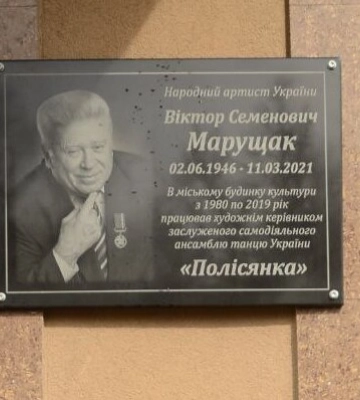 Народний артист України
Віктор Семенович
Марущак
02.06.1946 - 11.03.2021
В міському будинку культури
з 1980 по 2019 рік
працював художнім керівником
заслуженого самодіяльного
ансамблю танцю України
«Полісянка»